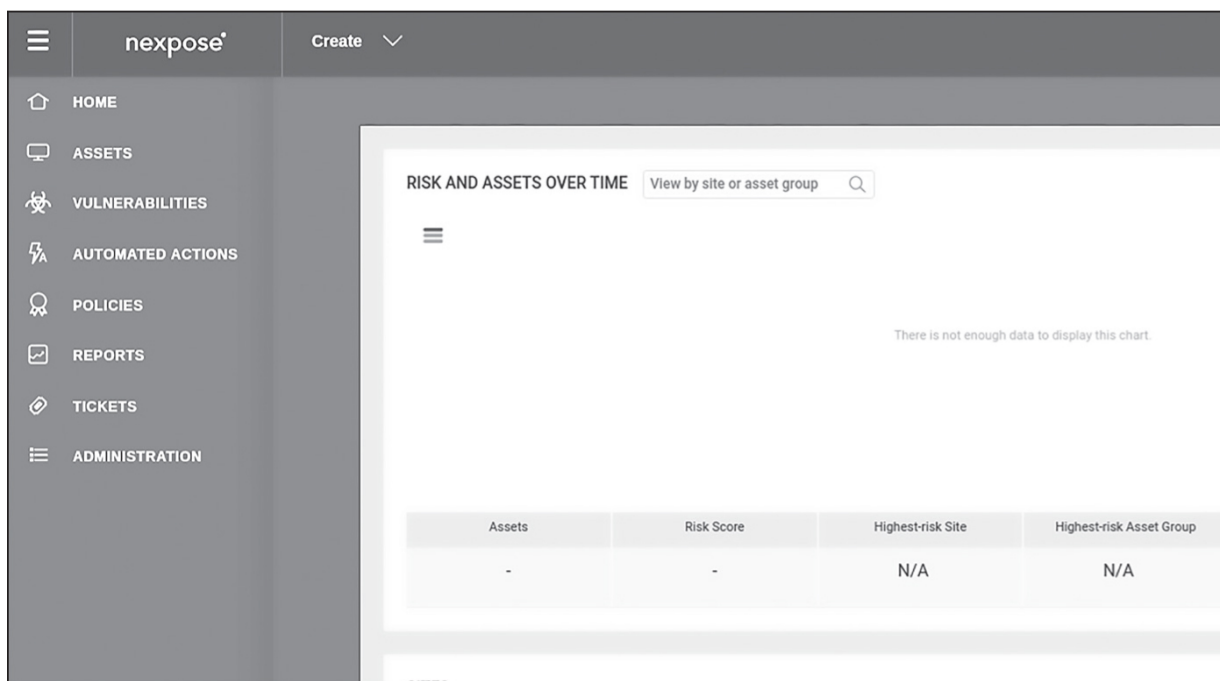 nexpose
Create
HOME
ASSETS
VULNERABILITIES
AUTOMATED ACTIONS
POLICIES
REPORTS
TICKETS
ADMINISTRATION
RISK AND ASSETS OVER TIME View by site or asset group
There is not enough data to display this chart.
Assets Risk Score Highest-risk Site Highest-risk Asset Group
- - N/A N/A